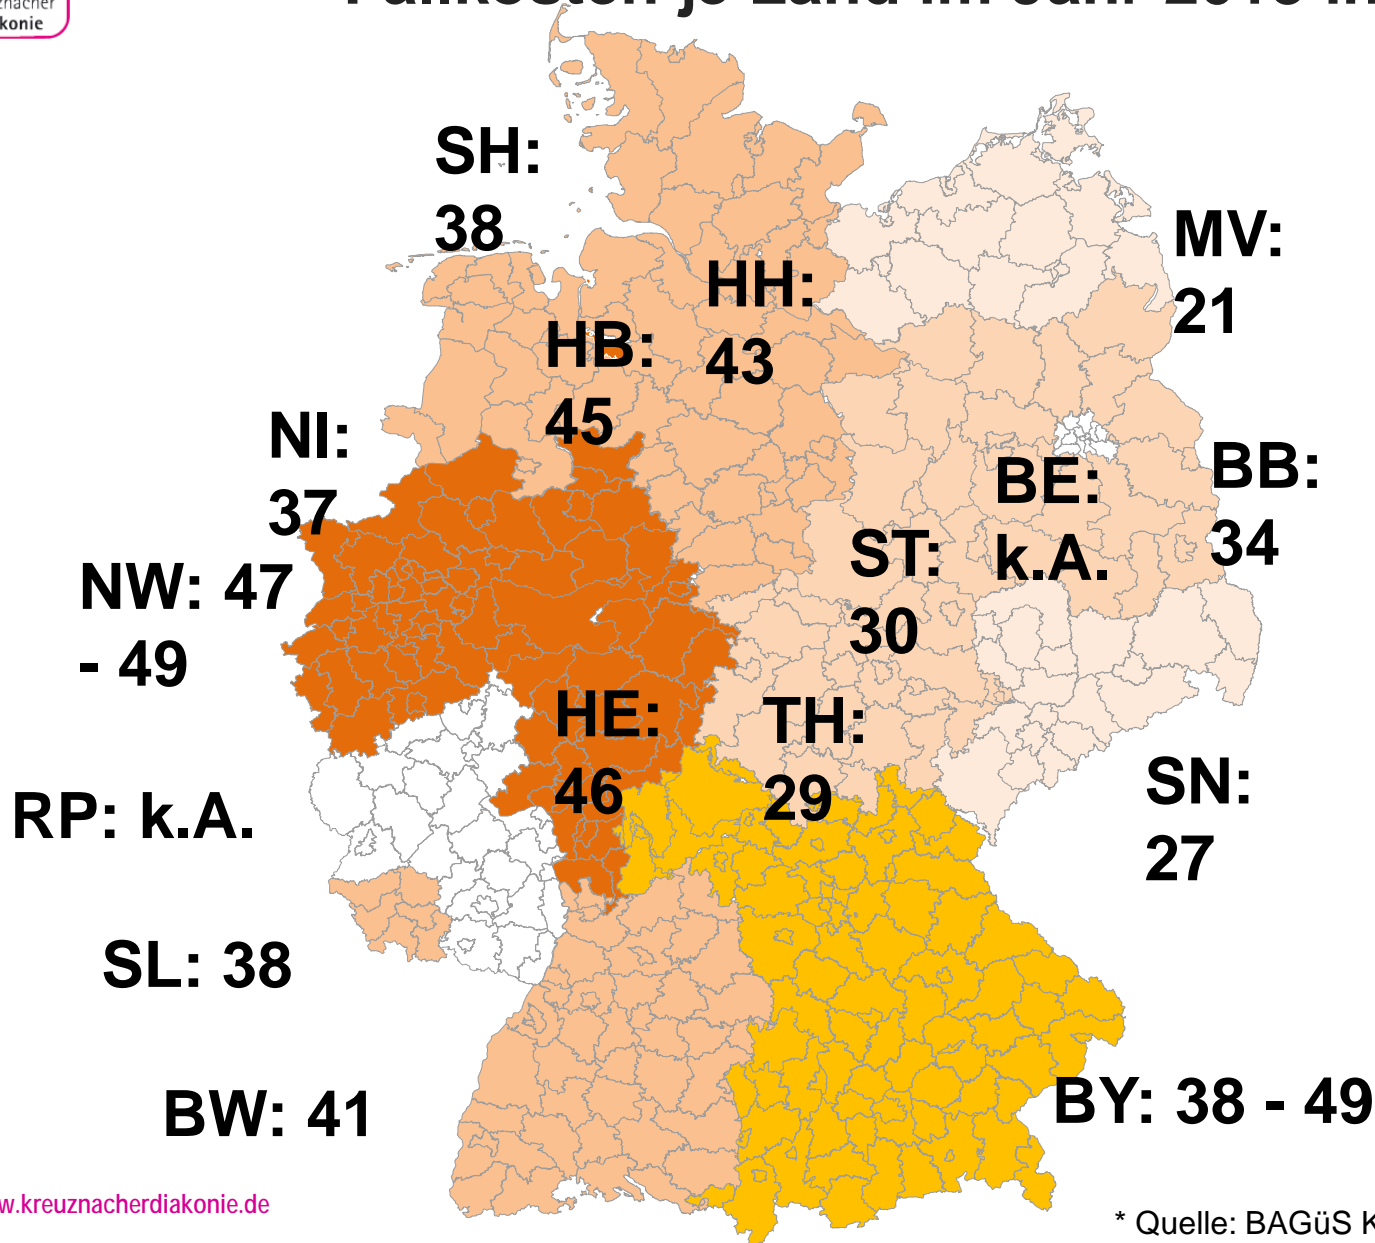 konie
SH:
38
MV:
21
HH:
43
HB:
45
NI:
37
BB:
34
BE:
k.A.
ST:
30
NW: 47
- 49
HE:
46
TH:
29
SN:
27
RP: k.A.
SL: 38
BW: 41
BY: 38 - 49
w.kreuznacherdiakonie.de
* Quelle: BAGüS K